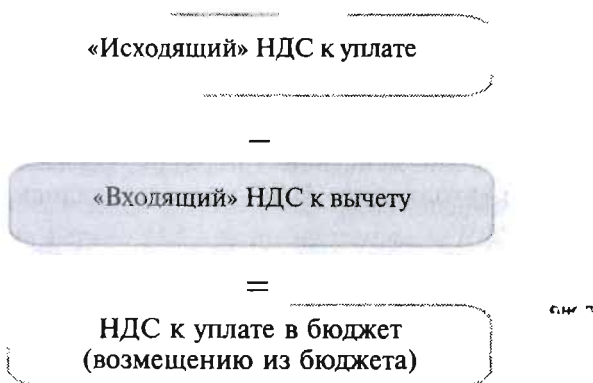 «Исходящий» НДС к уплате
—
«Входящий» НДС к вычету
=
НДС к уплате в бюджет
(возмещению из бюджета)